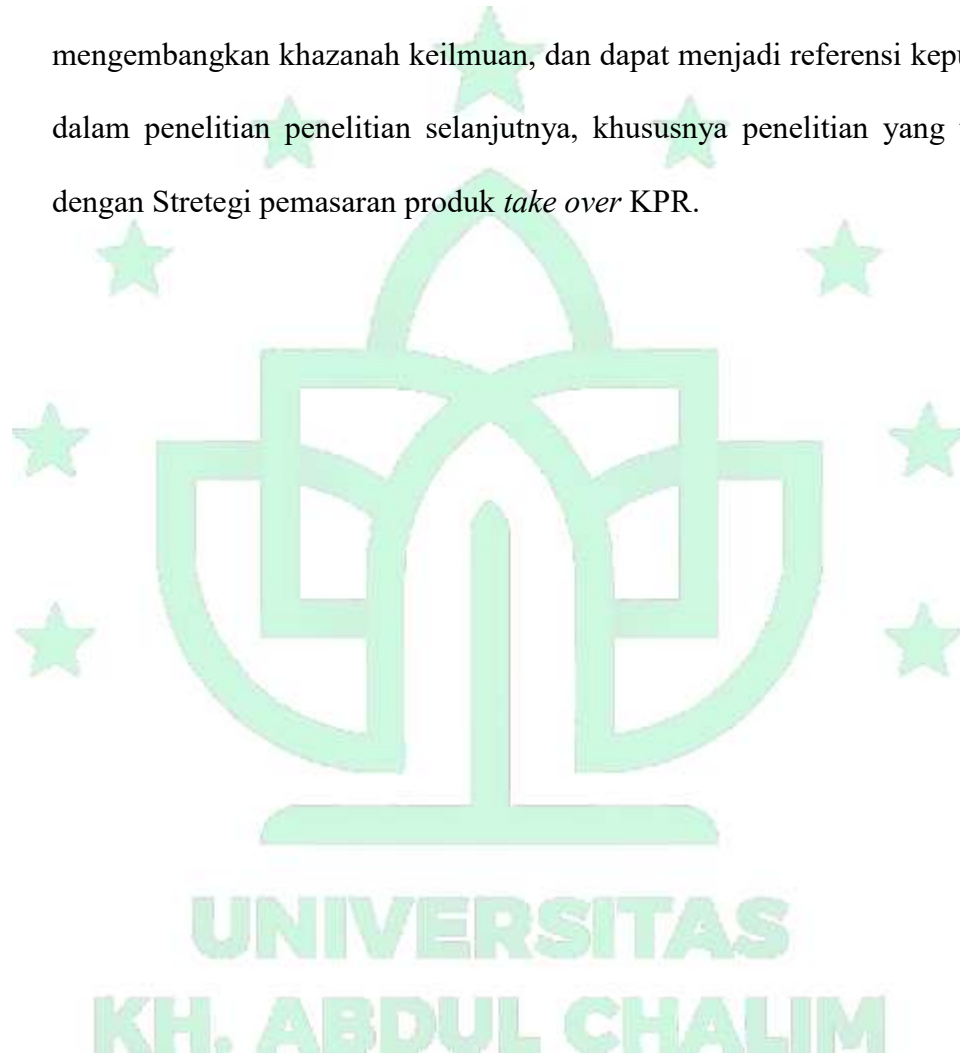 mengembangkan khazanah keilmuan, dan dapat menjadi referensi
dalam penelitian penelitian selanjutnya, khususnya penelitian yang
dengan Stretegi pemasaran produk take over KPR.
UNIVERSITAS
KH. ABDUL CHALIM